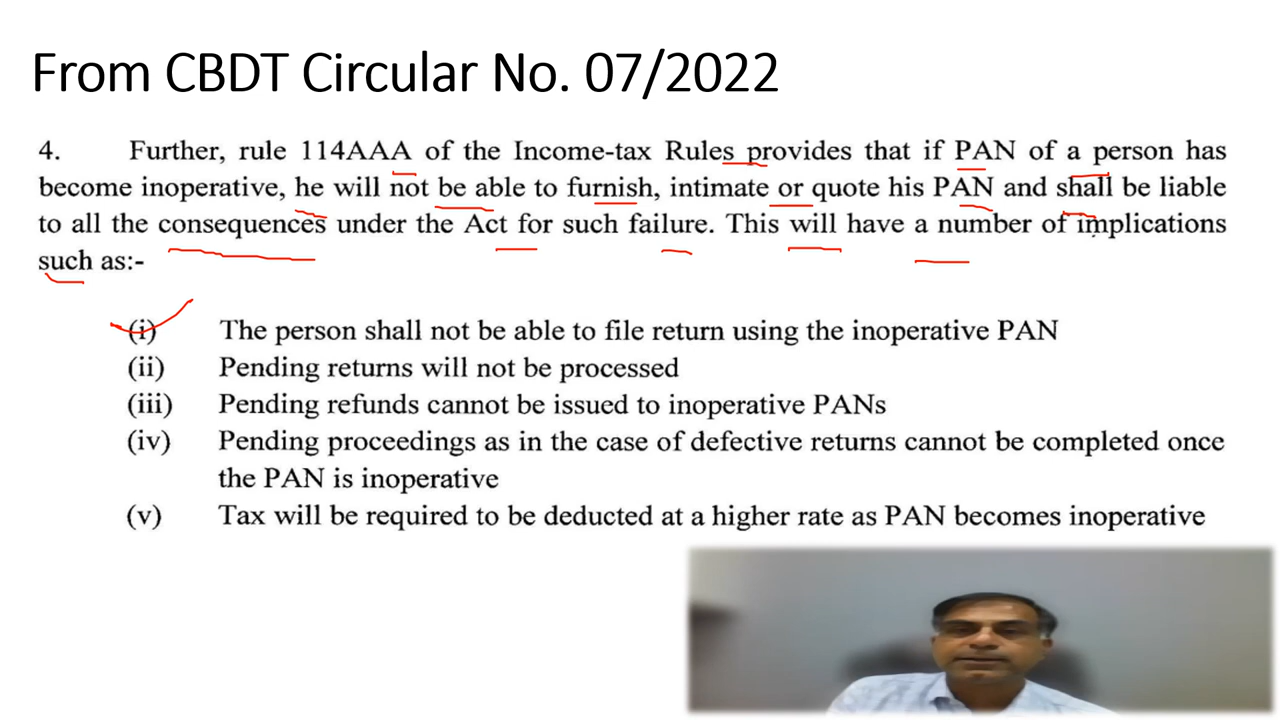 From CBDT Circular No. 07/2022
4. Further, rule 114AAA of the Income-tax Rules provides that if PAN of a person has
become inoperative, he will not be able to furnish, intimate or quote his PAN and shall be liable
to all the consequences under the Act for such failure. This will have a number of implications
such as:-
(i) The person shall not be able to file return using the inoperative PAN
(ii) Pending returns will not be processed
(iii) Pending refunds cannot be issued to inoperative PANs
(iv) Pending proceedings as in the case of defective returns cannot be completed once
the PAN is inoperative
(v) Tax will be required to be deducted at a higher rate as PAN becomes inoperative